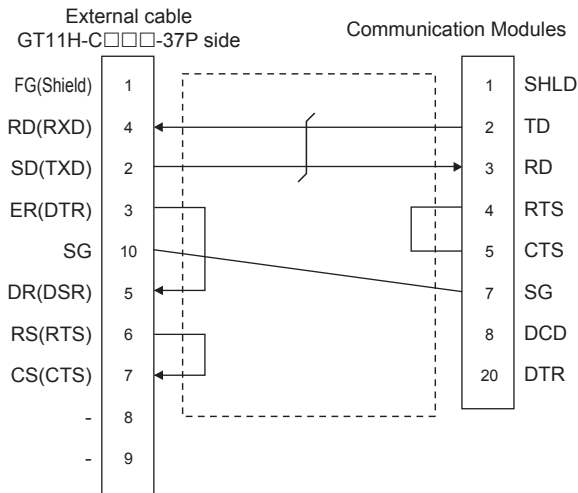 External cable
GT11H-C□□□-37P side
Communication Modules
FG(Shield) 1
1 SHLD
RD(RXD) 4
2 TD
SD(TXD) 2
3 RD
ER(DTR) 3
4 RTS
SG 10
5 CTS
DR(DSR) 5
7 SG
RS(RTS) 6
8 DCD
CS(CTS) 7
20 DTR
- 8
- 9